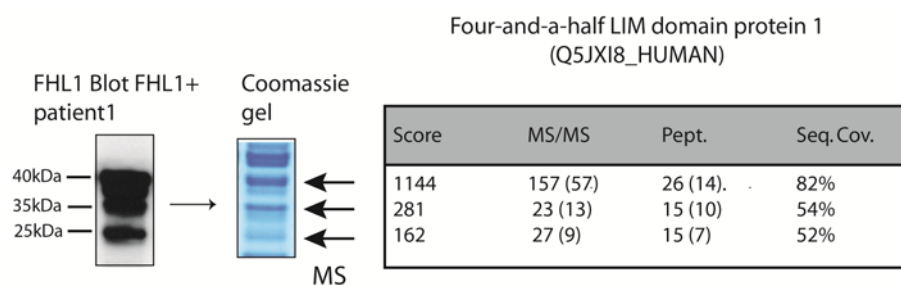 Four-and-a-half LIM domain protein 1
(Q5JXI8_HUMAN)
FHL1 Blot FHL1+
patient1
Coomassie
gel
40kDa
35kDa
25kDa
MS
Score MS/MS Pept. Seq. Cov.
1144 157 (57) 26 (14). 82%
281 23 (13) 15 (10) 54%
162 27 (9) 15 (7) 52%